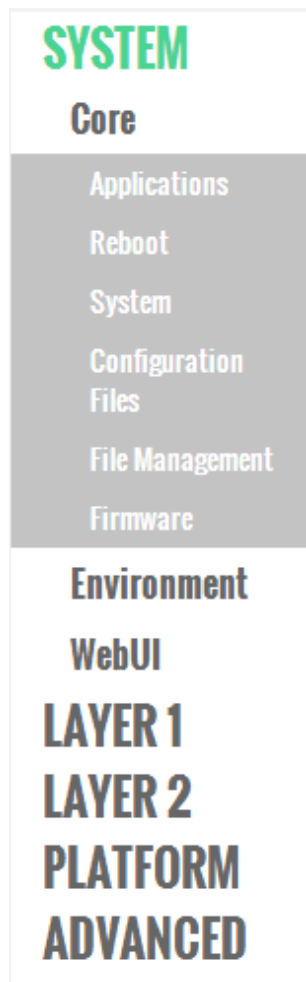 SYSTEM
Core
Applications
Reboot
System
Configuration
Files
File Management
Firmware
Environment
WebUI
LAYER 1
LAYER 2
PLATFORM
ADVANCED